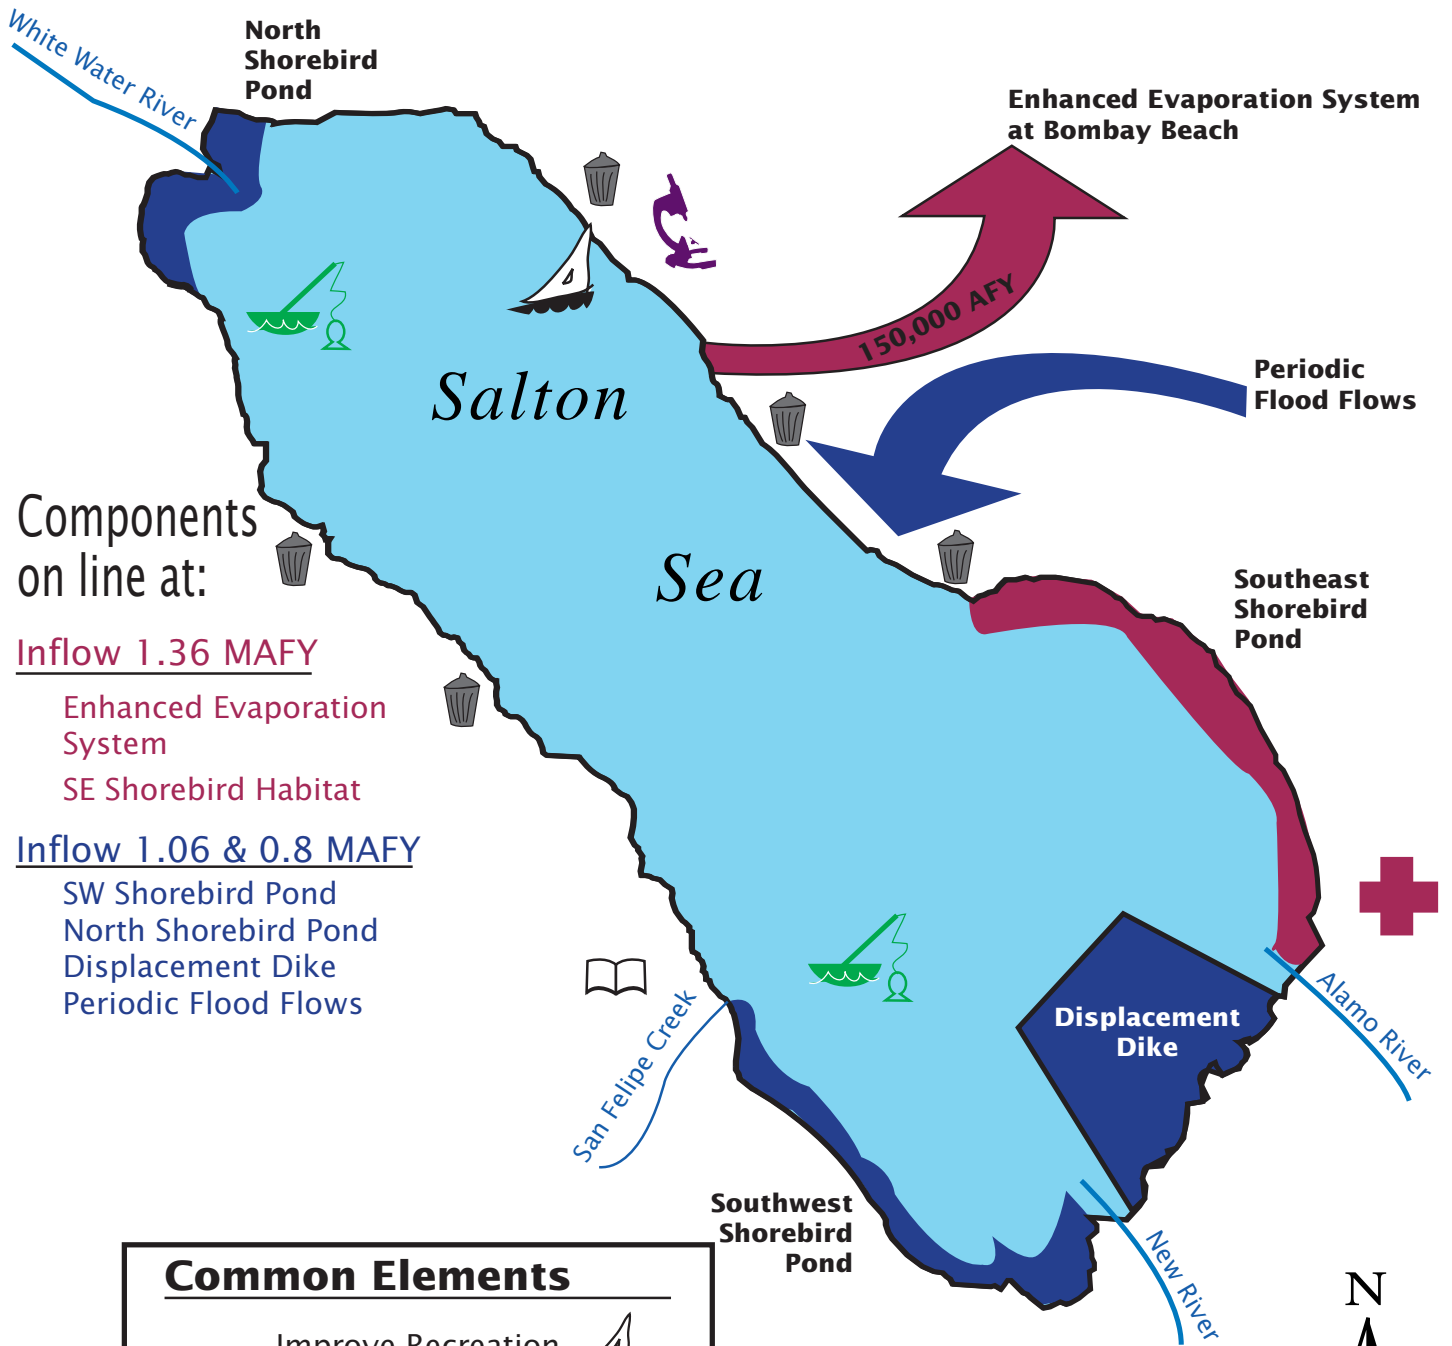 White Water River
North
Shorebird
Pond
Enhanced Evaporation System
at Bombay Beach
150,000 AFY
Periodic
Flood Flows
Salton
Sea
Components
on line at:
Inflow 1.36 MAFY
Enhanced Evaporation
System
SE Shorebird Habitat
Inflow 1.06 & 0.8 MAFY
SW Shorebird Pond
North Shorebird Pond
Displacement Dike
Periodic Flood Flows
Southeast
Shorebird
Pond
Displacement
Dike
Alamo River
San Felipe Creek
Southwest
Shorebird
Pond
New River
Common Elements
Improve Recreation
N